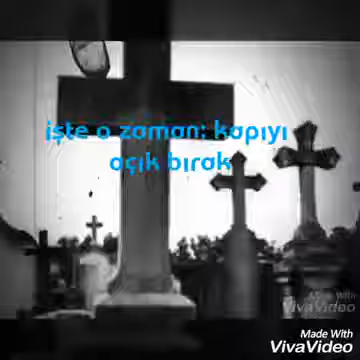 işte o zaman: kapıyı
açık bırak
Made With
VivaVideo
Made With
VivaVideo